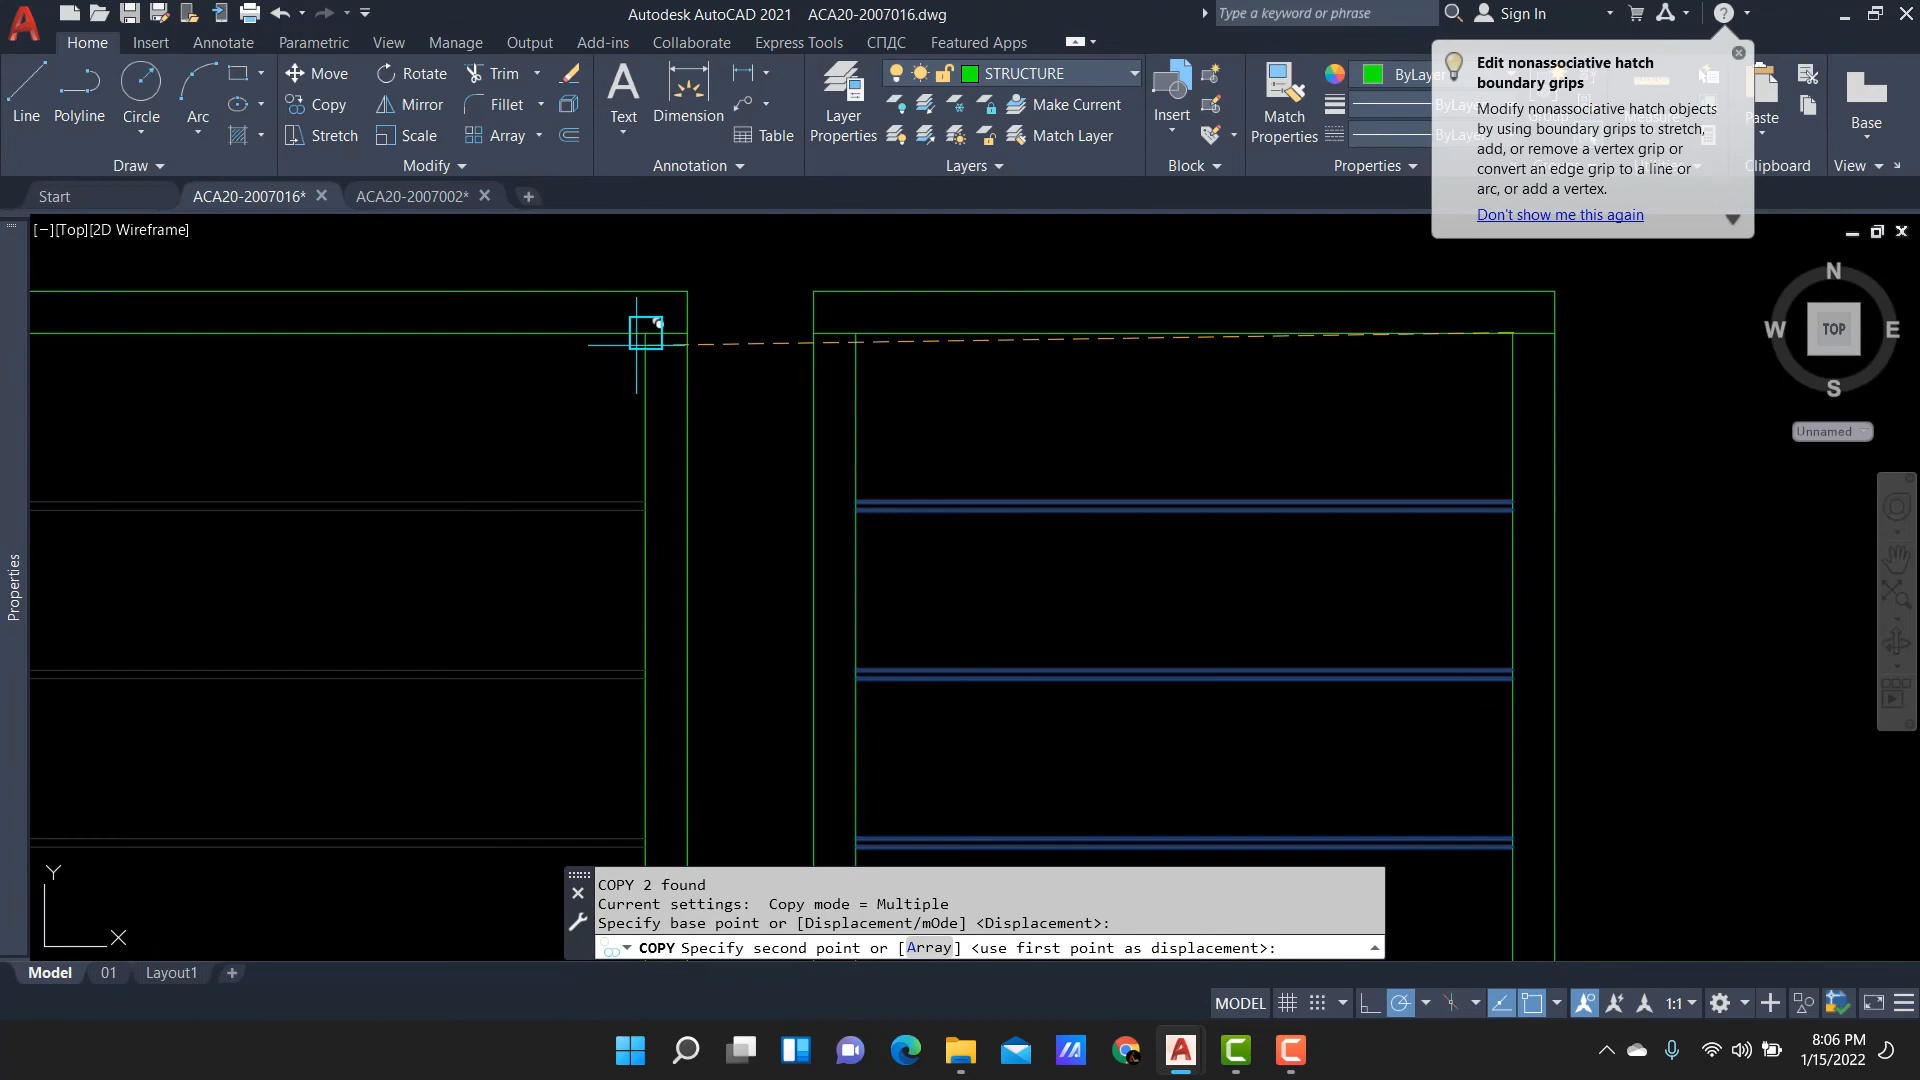 Autodesk AutoCAD 2021 ACA20-2007016.dwg
Type a keyword or phrase
Sign In
Home Insert Annotate Parametric View Manage Output Add-ins Collaborate Express Tools СПДС Featured Apps
Line Polyline Circle Arc
Move Rotate Trim
Copy Mirror Fillet
Stretch Scale Array
Text Dimension Table
Layer Properties
STRUCTURE
Make Current
Match Layer
Insert
Match Properties
ByLayer
Paste
Base
Draw Modify Annotation Layers Block Properties Clipboard View
Edit nonassociative hatch
boundary grips
Modify nonassociative hatch objects
by using boundary grips to stretch,
add, or remove a vertex grip or
convert an edge grip to a line or
arc, or add a vertex.
Don't show me this again
Start ACA20-2007016* ACA20-2007002*
[−][Top][2D Wireframe]
N
W TOP E
S
Unnamed
Properties
Y
X
COPY 2 found
Current settings: Copy mode = Multiple
Specify base point or [Displacement/mOde] <Displacement>:
COPY Specify second point or [Array] <use first point as displacement>:
Model 01 Layout1
MODEL 1:1
8:06 PM
1/15/2022